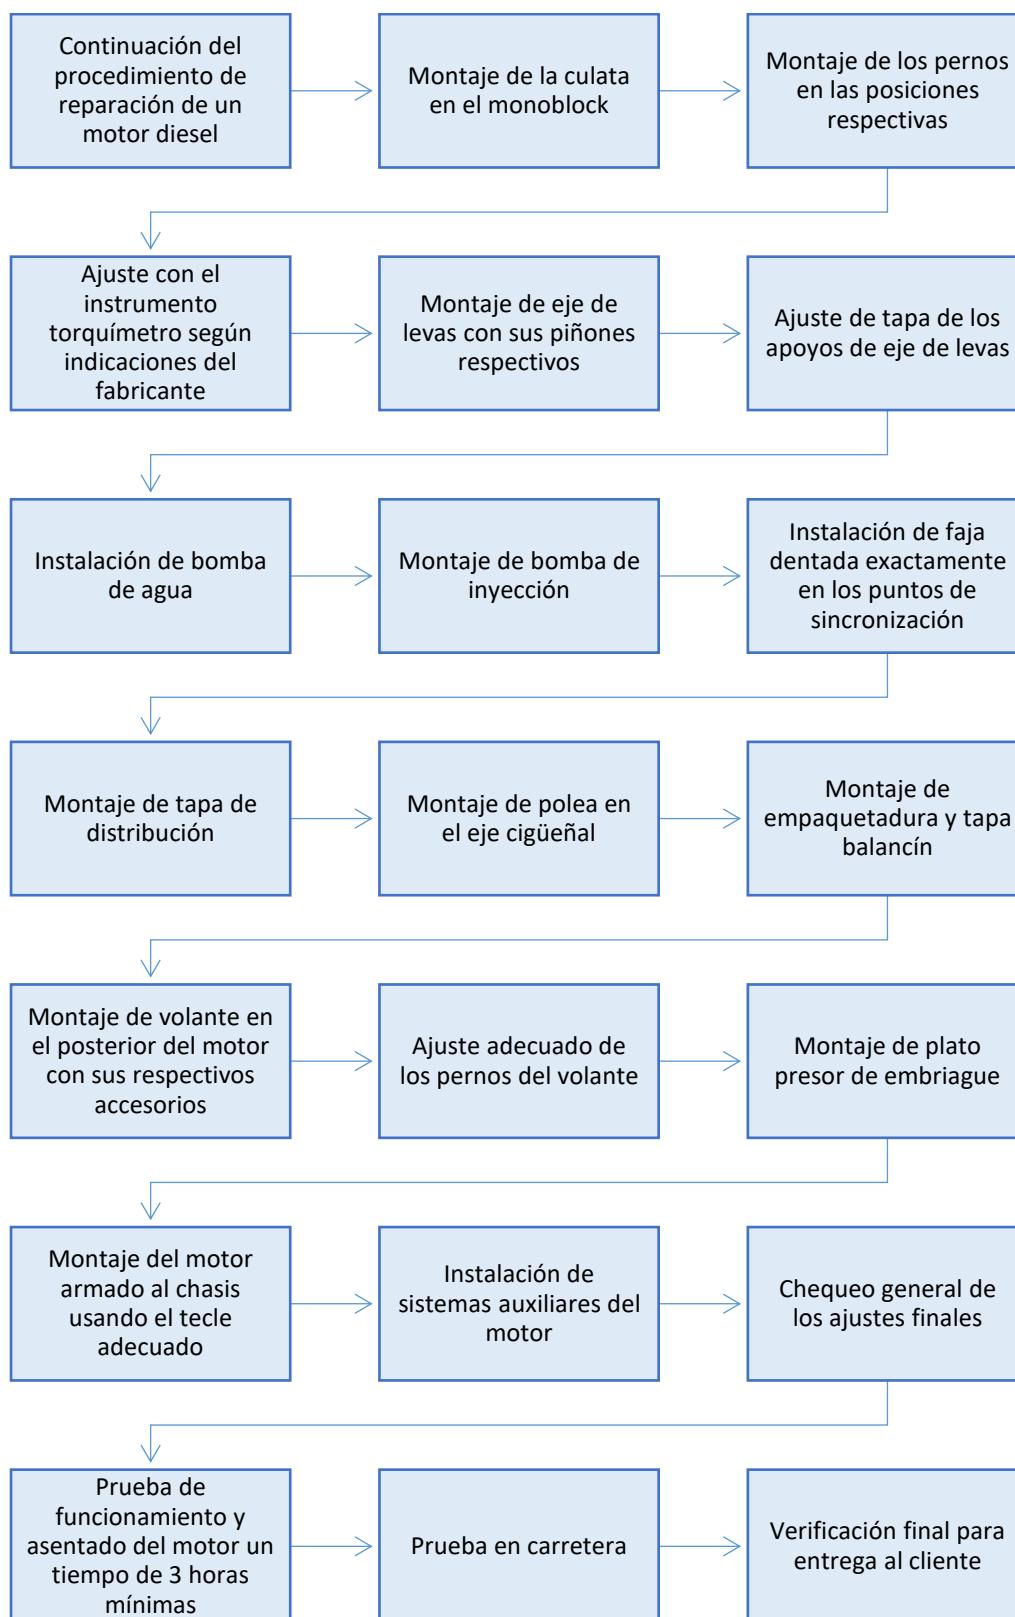 Continuación del
procedimiento de
reparación de un
motor diesel
Montaje de la culata
en el monoblock
Montaje de los pernos
en las posiciones
respectivas
Ajuste con el
instrumento
torquímetro según
indicaciones del
fabricante
Montaje de eje de
levas con sus piñones
respectivos
Ajuste de tapa de los
apoyos de eje de levas
Instalación de bomba
de agua
Montaje de bomba de
inyección
Instalación de faja
dentada exactamente
en los puntos de
sincronización
Montaje de tapa de
distribución
Montaje de polea en
el eje cigüeñal
Montaje de
empaquetadura y tapa
balancín
Montaje de volante en
el posterior del motor
con sus respectivos
accesorios
Ajuste adecuado de
los pernos del volante
Montaje de plato
presor de embriague
Montaje del motor
armado al chasis
usando el tecle
adecuado
Instalación de
sistemas auxiliares del
motor
Chequeo general de
los ajustes finales
Prueba de
funcionamiento y
asentado del motor un
tiempo de 3 horas
mínimas
Prueba en carretera
Verificación final para
entrega al cliente